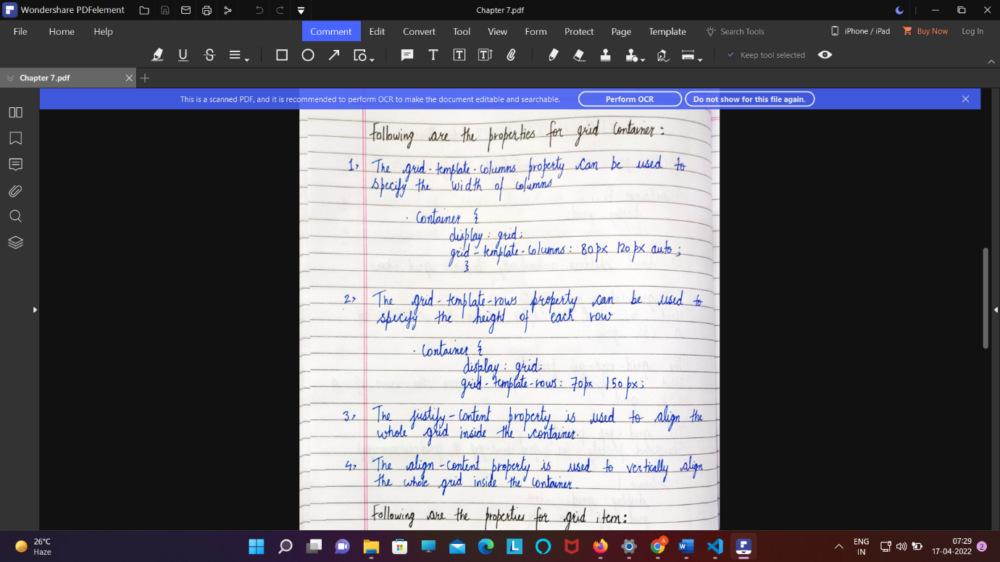 Wondershare PDFelement
Chapter 7.pdf
File Home Help Comment Edit Convert Tool View Form Protect Page Template Search Tools iPhone / iPad Buy Now Log In
Keep tool selected
Chapter 7.pdf
This is a scanned PDF, and it is recommended to perform OCR to make the document editable and searchable. Perform OCR Do not show for this file again.
Following are the properties for grid Container :
1> The grid-template-columns property can be used to
specify the width of columns
. Container {
display : grid;
grid-template-columns : 80px 120px auto ;
}
2> The grid-template-rows property can be used to
specify the height of each row
. Container {
display : grid;
grid-template-rows : 70px 150px ;
3> The justify-content property is used to align the
whole grid inside the container.
4> The align-content property is used to vertically align
the whole grid inside the container.
Following are the properties for grid item :
26°C
Haze
ENG
IN
07:29
17-04-2022
2